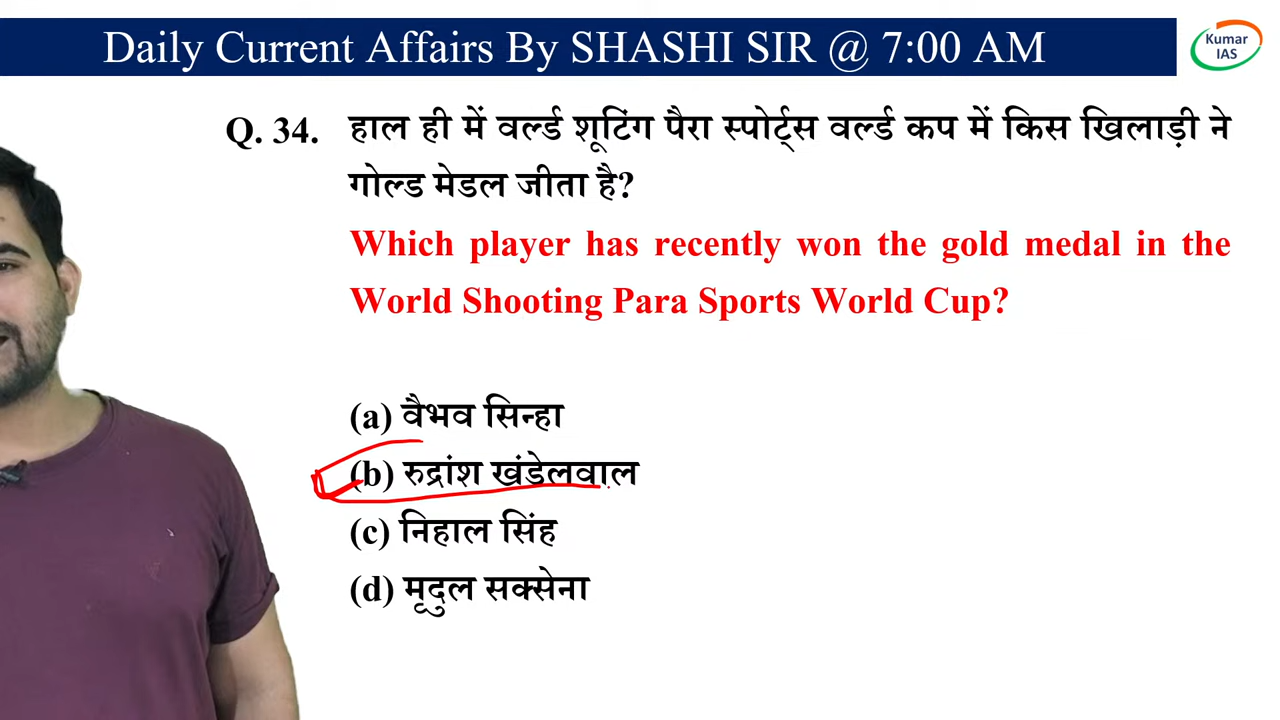 Daily Current Affairs By SHASHI SIR @ 7:00 AM
Kumar
IAS
Q. 34. हाल ही में वर्ल्ड शूटिंग पैरा स्पोर्ट्स वर्ल्ड कप में किस खिलाड़ी ने
गोल्ड मेडल जीता है?
Which player has recently won the gold medal in the
World Shooting Para Sports World Cup?
(a) वैभव सिन्हा
(b) रुद्रांश खंडेलवाल
(c) निहाल सिंह
(d) मृदुल सक्सेना